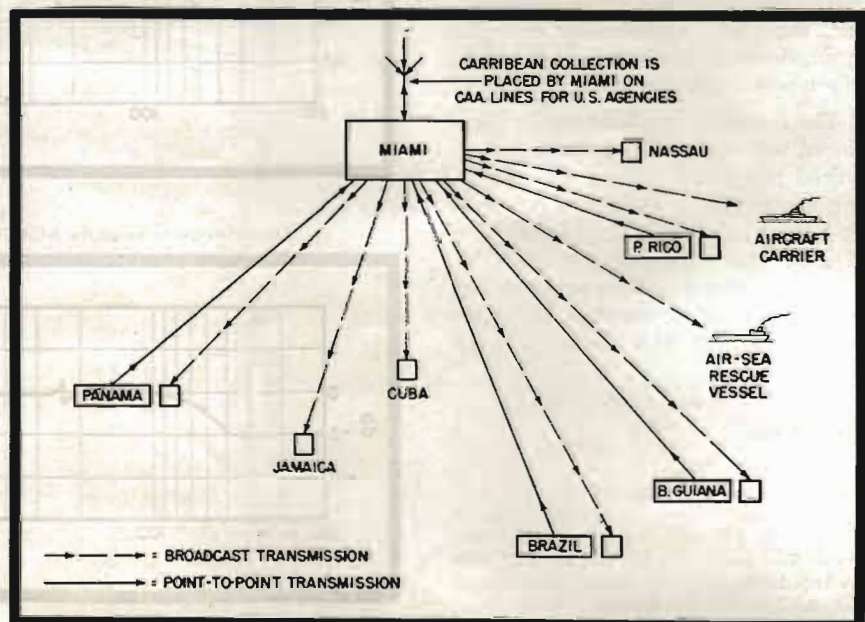 CARRIBEAN COLLECTION IS
PLACED BY MIAMI ON
CAA. LINES FOR U.S. AGENCIES
MIAMI
NASSAU
P. RICO
AIRCRAFT
CARRIER
AIR-SEA
RESCUE
VESSEL
CUBA
PANAMA
JAMAICA
B. GUIANA
BRAZIL
= BROADCAST TRANSMISSION
= POINT-TO-POINT TRANSMISSION